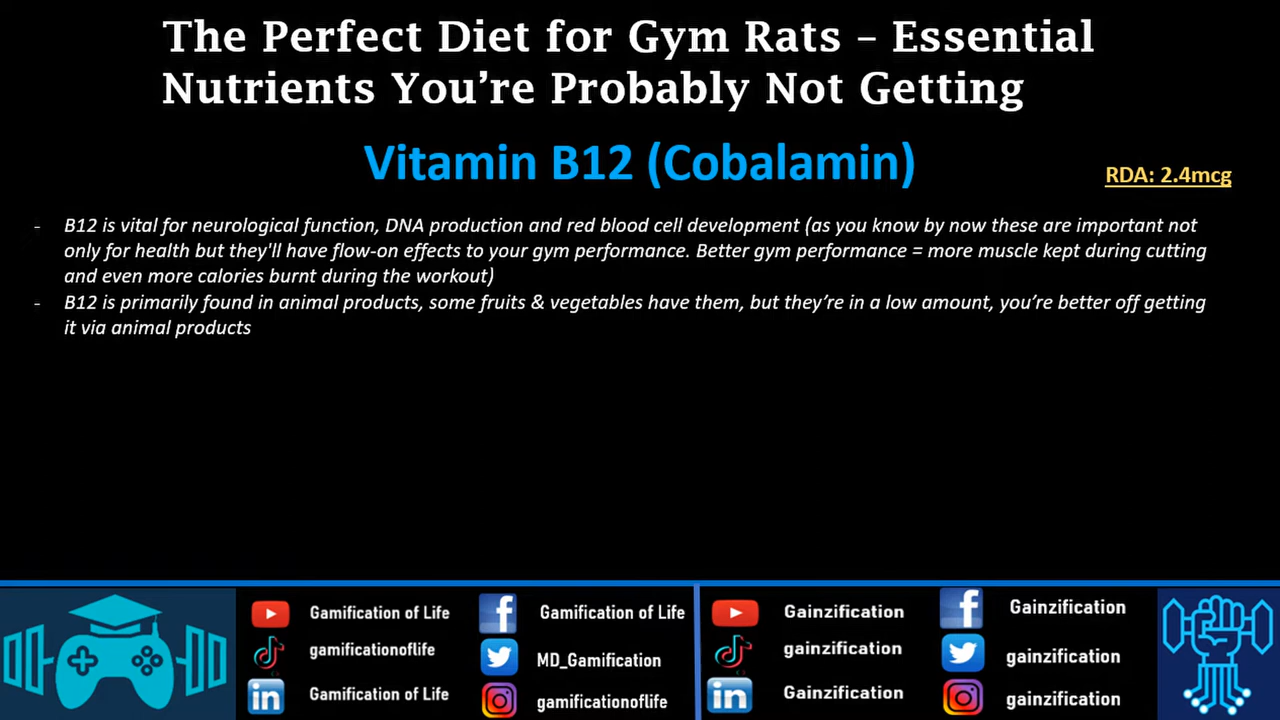 The Perfect Diet for Gym Rats – Essential
Nutrients You're Probably Not Getting
Vitamin B12 (Cobalamin)
RDA: 2.4mcg
- B12 is vital for neurological function, DNA production and red blood cell development (as you know by now these are important not
only for health but they'll have flow-on effects to your gym performance. Better gym performance = more muscle kept during cutting
and even more calories burnt during the workout)
- B12 is primarily found in animal products, some fruits & vegetables have them, but they're in a low amount, you're better off getting
it via animal products
Gamification of Life
gamificationoflife
Gamification of Life
Gamification of Life
MD_Gamification
gamificationoflife
Gainzification
gainzification
Gainzification
Gainzification
gainzification
gainzification